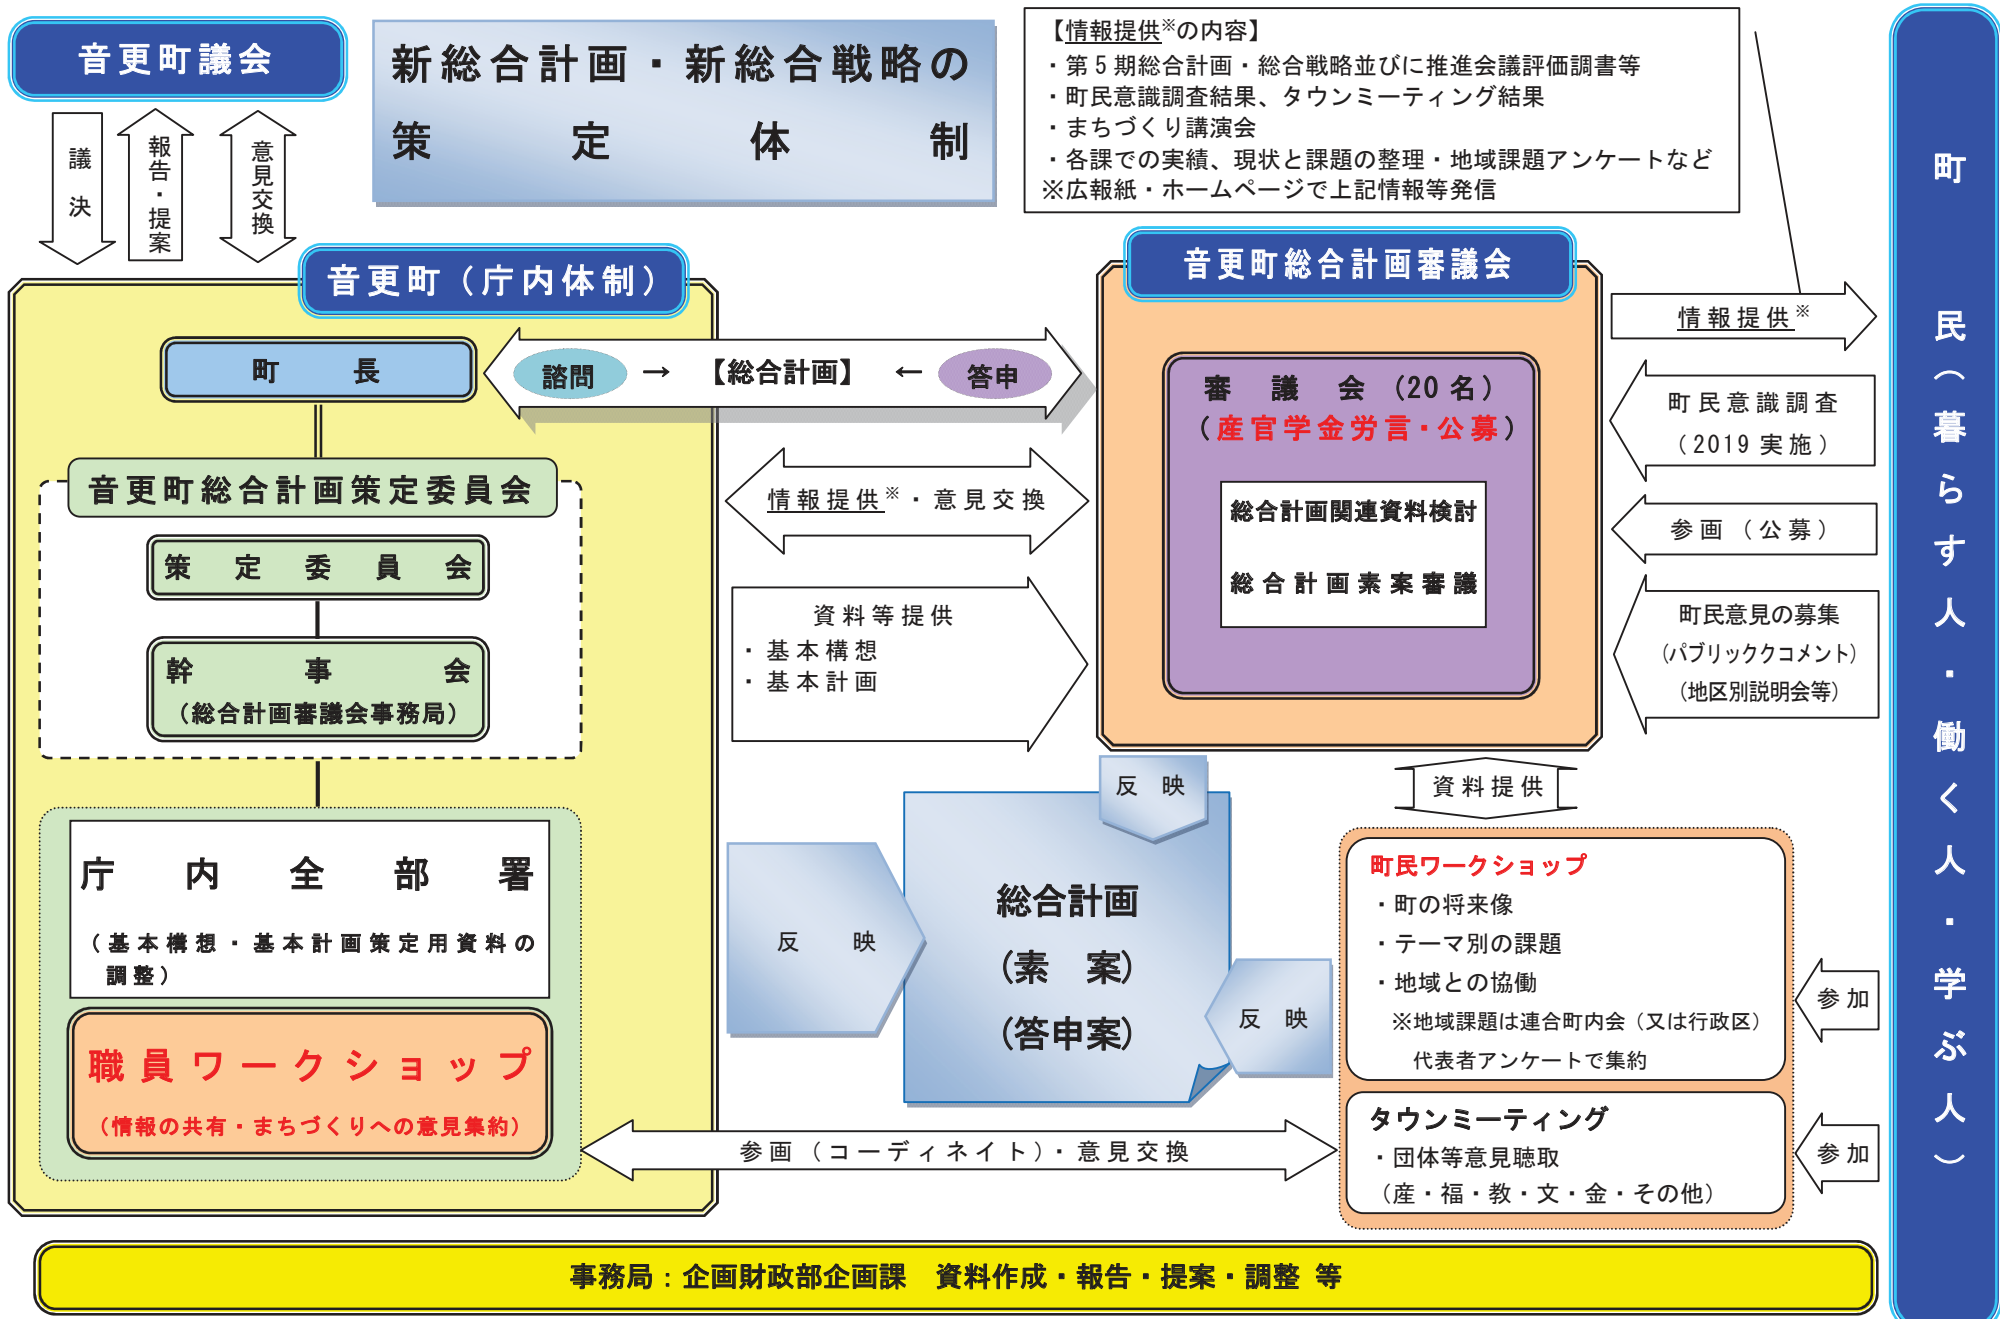 音更町議会
新総合計画・新総合戦略の
策定体制
【情報提供※の内容】
・第5期総合計画・総合戦略並びに推進会議評価調書等
・町民意識調査結果、タウンミーティング結果
・まちづくり講演会
・各課での実績、現状と課題の整理・地域課題アンケートなど
※広報紙・ホームページで上記情報等発信
議決
報告・提案
意見交換
音更町（庁内体制）
町長
諮問 → 【総合計画】 ← 答申
音更町総合計画策定委員会
策定委員会
幹事会
（総合計画審議会事務局）
庁内全部署
（基本構想・基本計画策定用資料の
調整）
職員ワークショップ
（情報の共有・まちづくりへの意見集約）
情報提供※・意見交換
資料等提供
・基本構想
・基本計画
音更町総合計画審議会
審議会（20名）
（産官学金労言・公募）
総合計画関連資料検討
総合計画素案審議
情報提供※
町民意識調査
（2019実施）
参画（公募）
町民意見の募集
（パブリッククコメント）
（地区別説明会等）
反映
資料提供
反映
総合計画
（素案）
（答申案）
反映
町民ワークショップ
・町の将来像
・テーマ別の課題
・地域との協働
※地域課題は連合町内会（又は行政区）
代表者アンケートで集約
参加
タウンミーティング
・団体等意見聴取
（産・福・教・文・金・その他）
参加
参画（コーディネイト）・意見交換
町民（暮らす人・働く人・学ぶ人）
事務局：企画財政部企画課　資料作成・報告・提案・調整 等